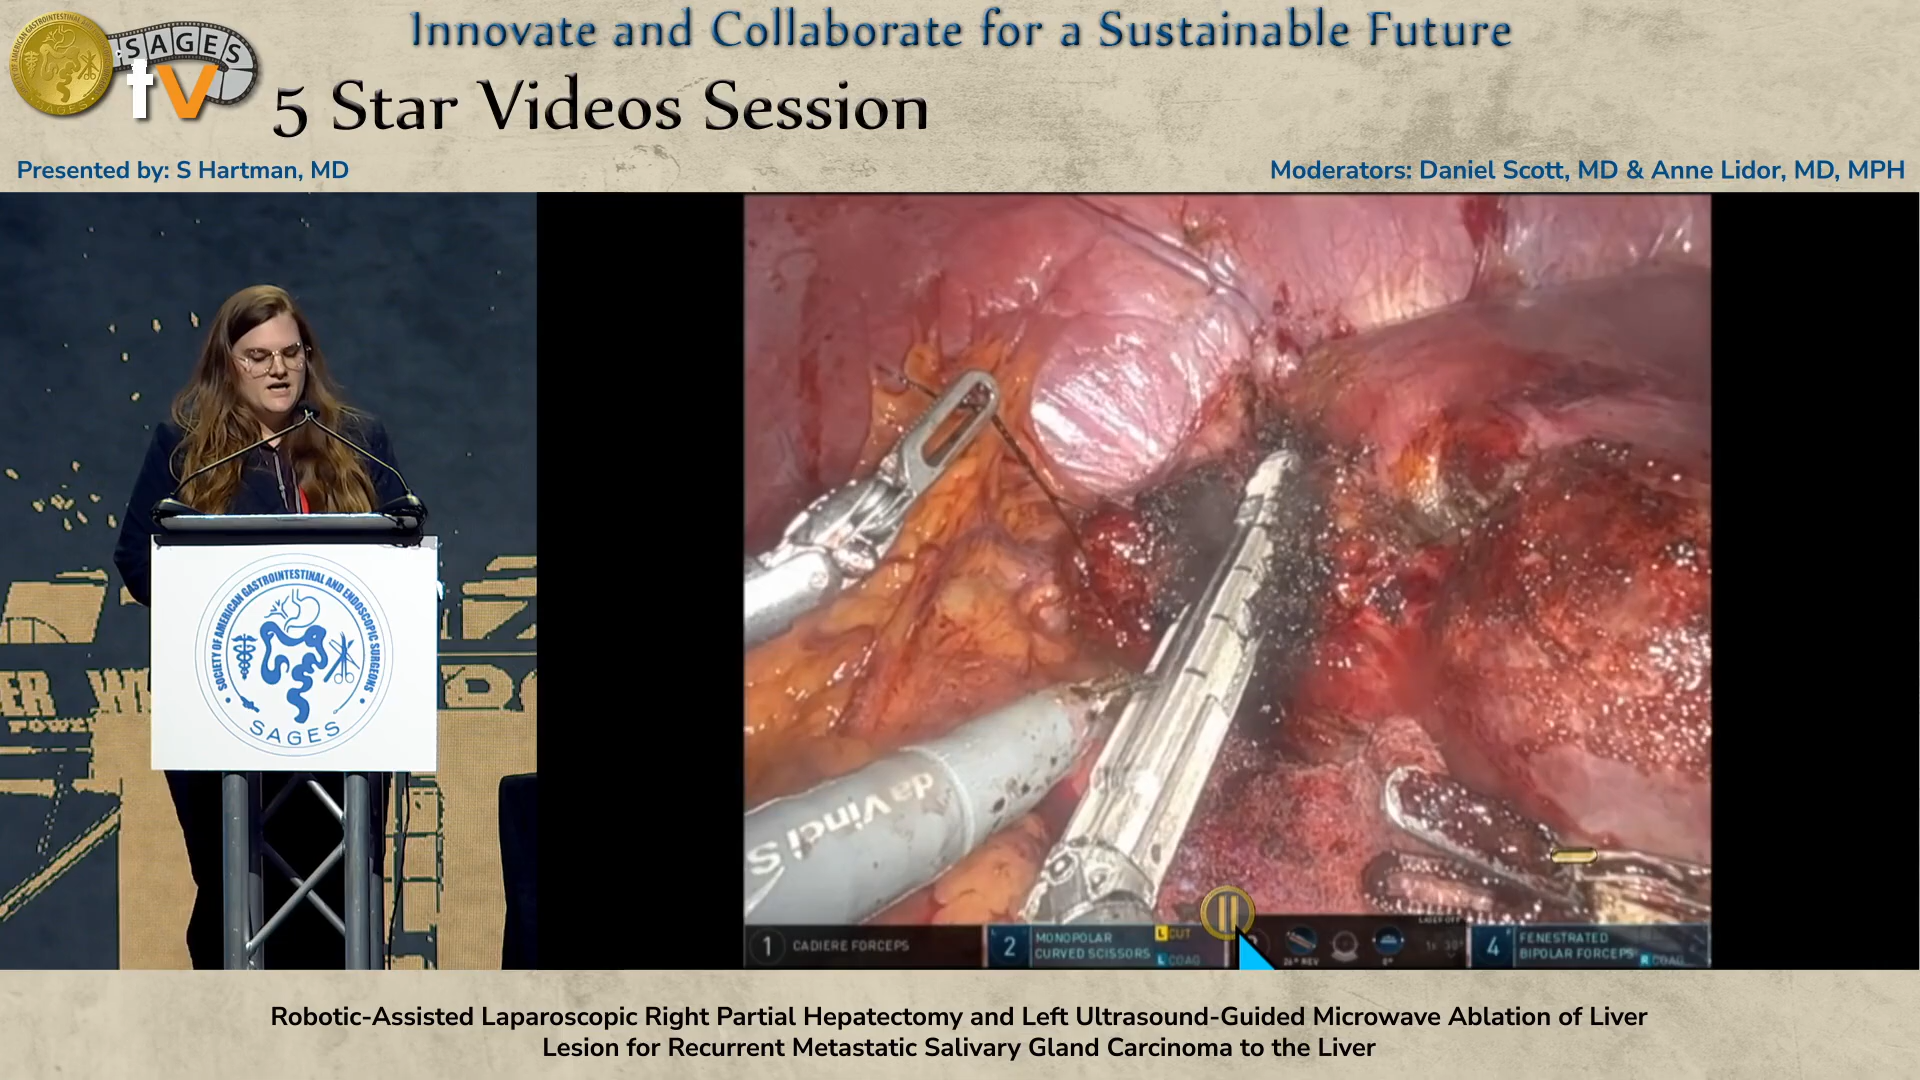 Innovate and Collaborate for a Sustainable Future
SAGES
tv
5 Star Videos Session
Presented by: S Hartman, MD
Moderators: Daniel Scott, MD & Anne Lidor, MD, MPH
SOCIETY OF AMERICAN GASTROINTESTINAL AND ENDOSCOPIC SURGEONS
SAGES
da Vinci S
1 CADIERE FORCEPS
2 MONOPOLAR CURVED SCISSORS
L CUT
L COAG
4 FENESTRATED BIPOLAR FORCEPS
R COAG
Robotic-Assisted Laparoscopic Right Partial Hepatectomy and Left Ultrasound-Guided Microwave Ablation of Liver
Lesion for Recurrent Metastatic Salivary Gland Carcinoma to the Liver